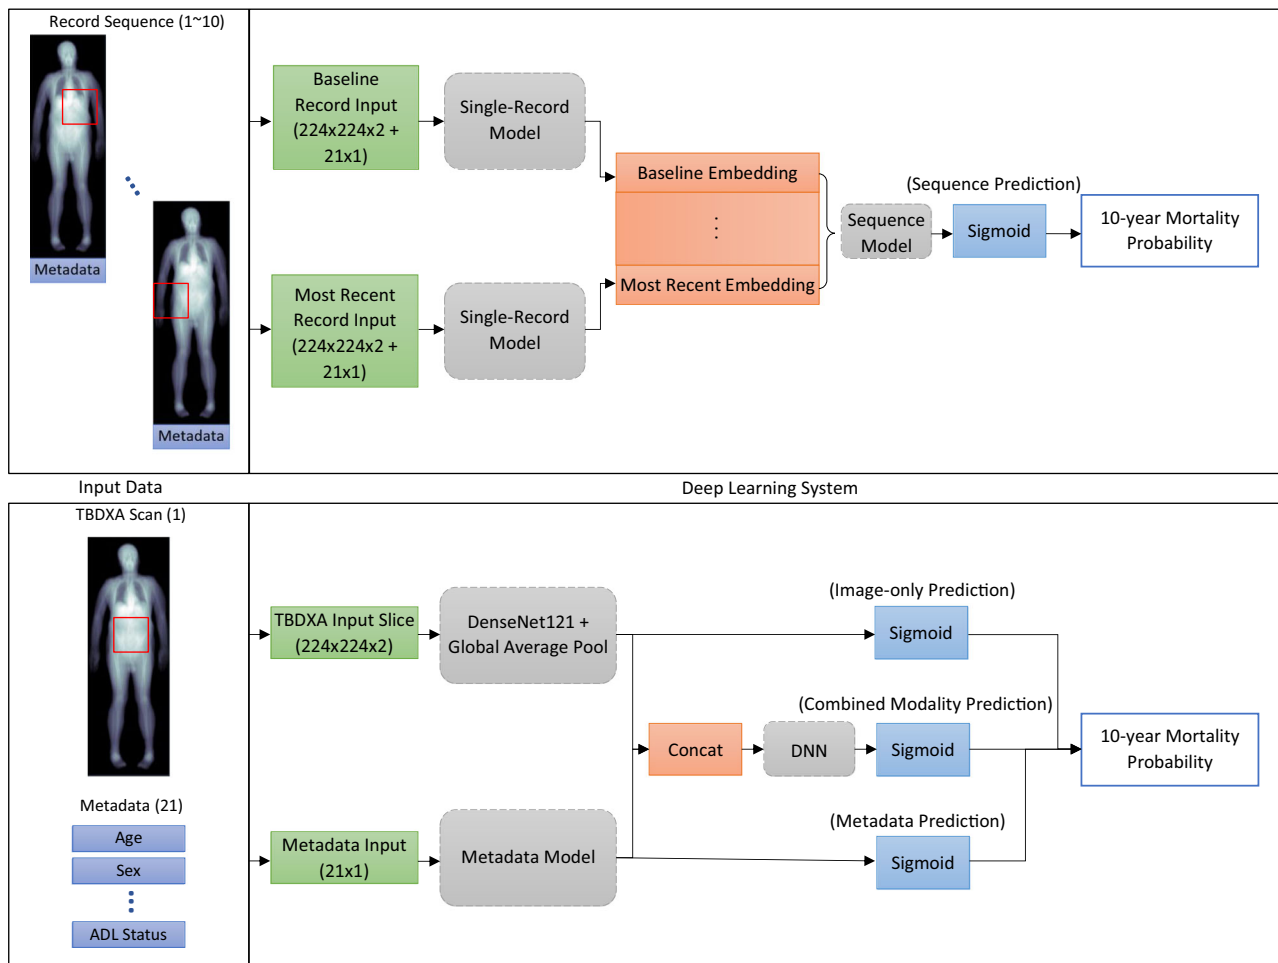 Record Sequence (1~10)
Metadata
Metadata
Baseline
Record Input
(224x224x2 +
21x1)
Single-Record
Model
Most Recent
Record Input
(224x224x2 +
21x1)
Single-Record
Model
Baseline Embedding
Most Recent Embedding
Sequence
Model
(Sequence Prediction)
Sigmoid
10-year Mortality
Probability
Input Data
Deep Learning System
TBDXA Scan (1)
Metadata (21)
Age
Sex
ADL Status
TBDXA Input Slice
(224x224x2)
DenseNet121 +
Global Average Pool
(Image-only Prediction)
Sigmoid
Concat
DNN
(Combined Modality Prediction)
Sigmoid
10-year Mortality
Probability
Metadata Input
(21x1)
Metadata Model
(Metadata Prediction)
Sigmoid